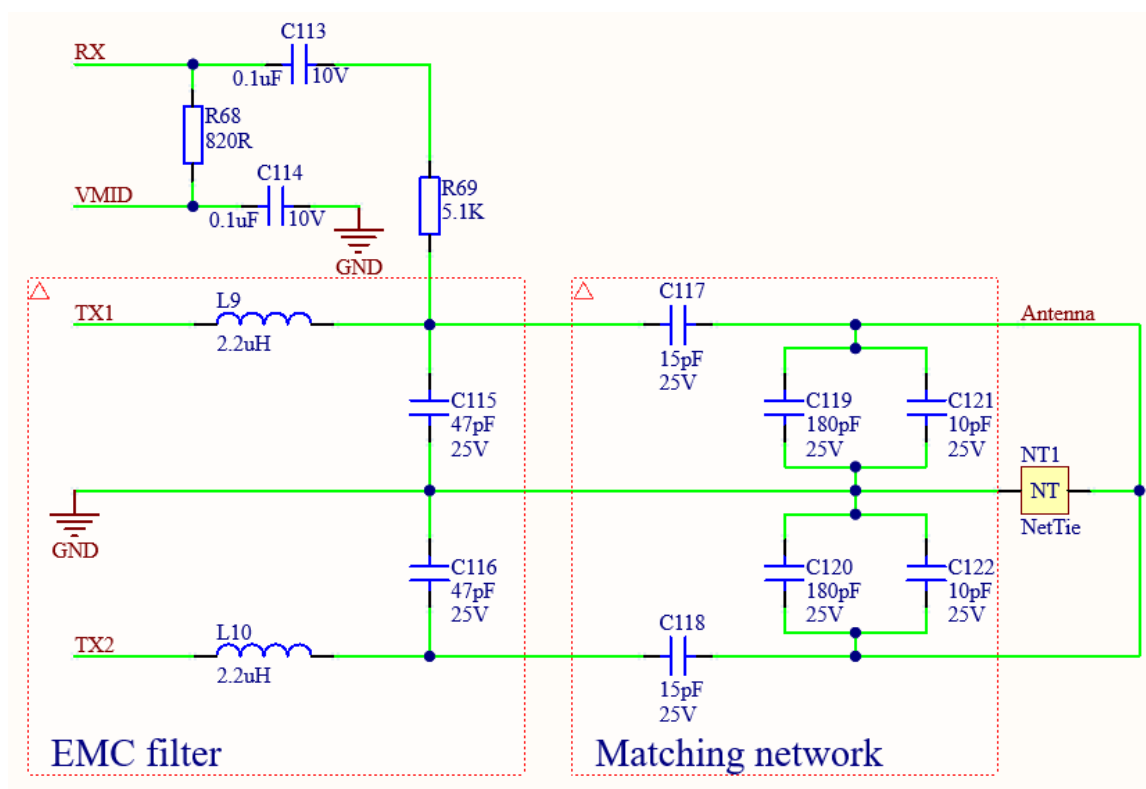 C113
RX
0.1uF
10V
R68
820R
C114
VMID
0.1uF
10V
R69
5.1K
GND
TX1
L9
2.2uH
C117
15pF
25V
Antenna
C115
47pF
25V
C119
180pF
25V
C121
10pF
25V
NT1
NT
NetTie
GND
C116
47pF
25V
C120
180pF
25V
C122
10pF
25V
TX2
L10
2.2uH
C118
15pF
25V
EMC filter
Matching network